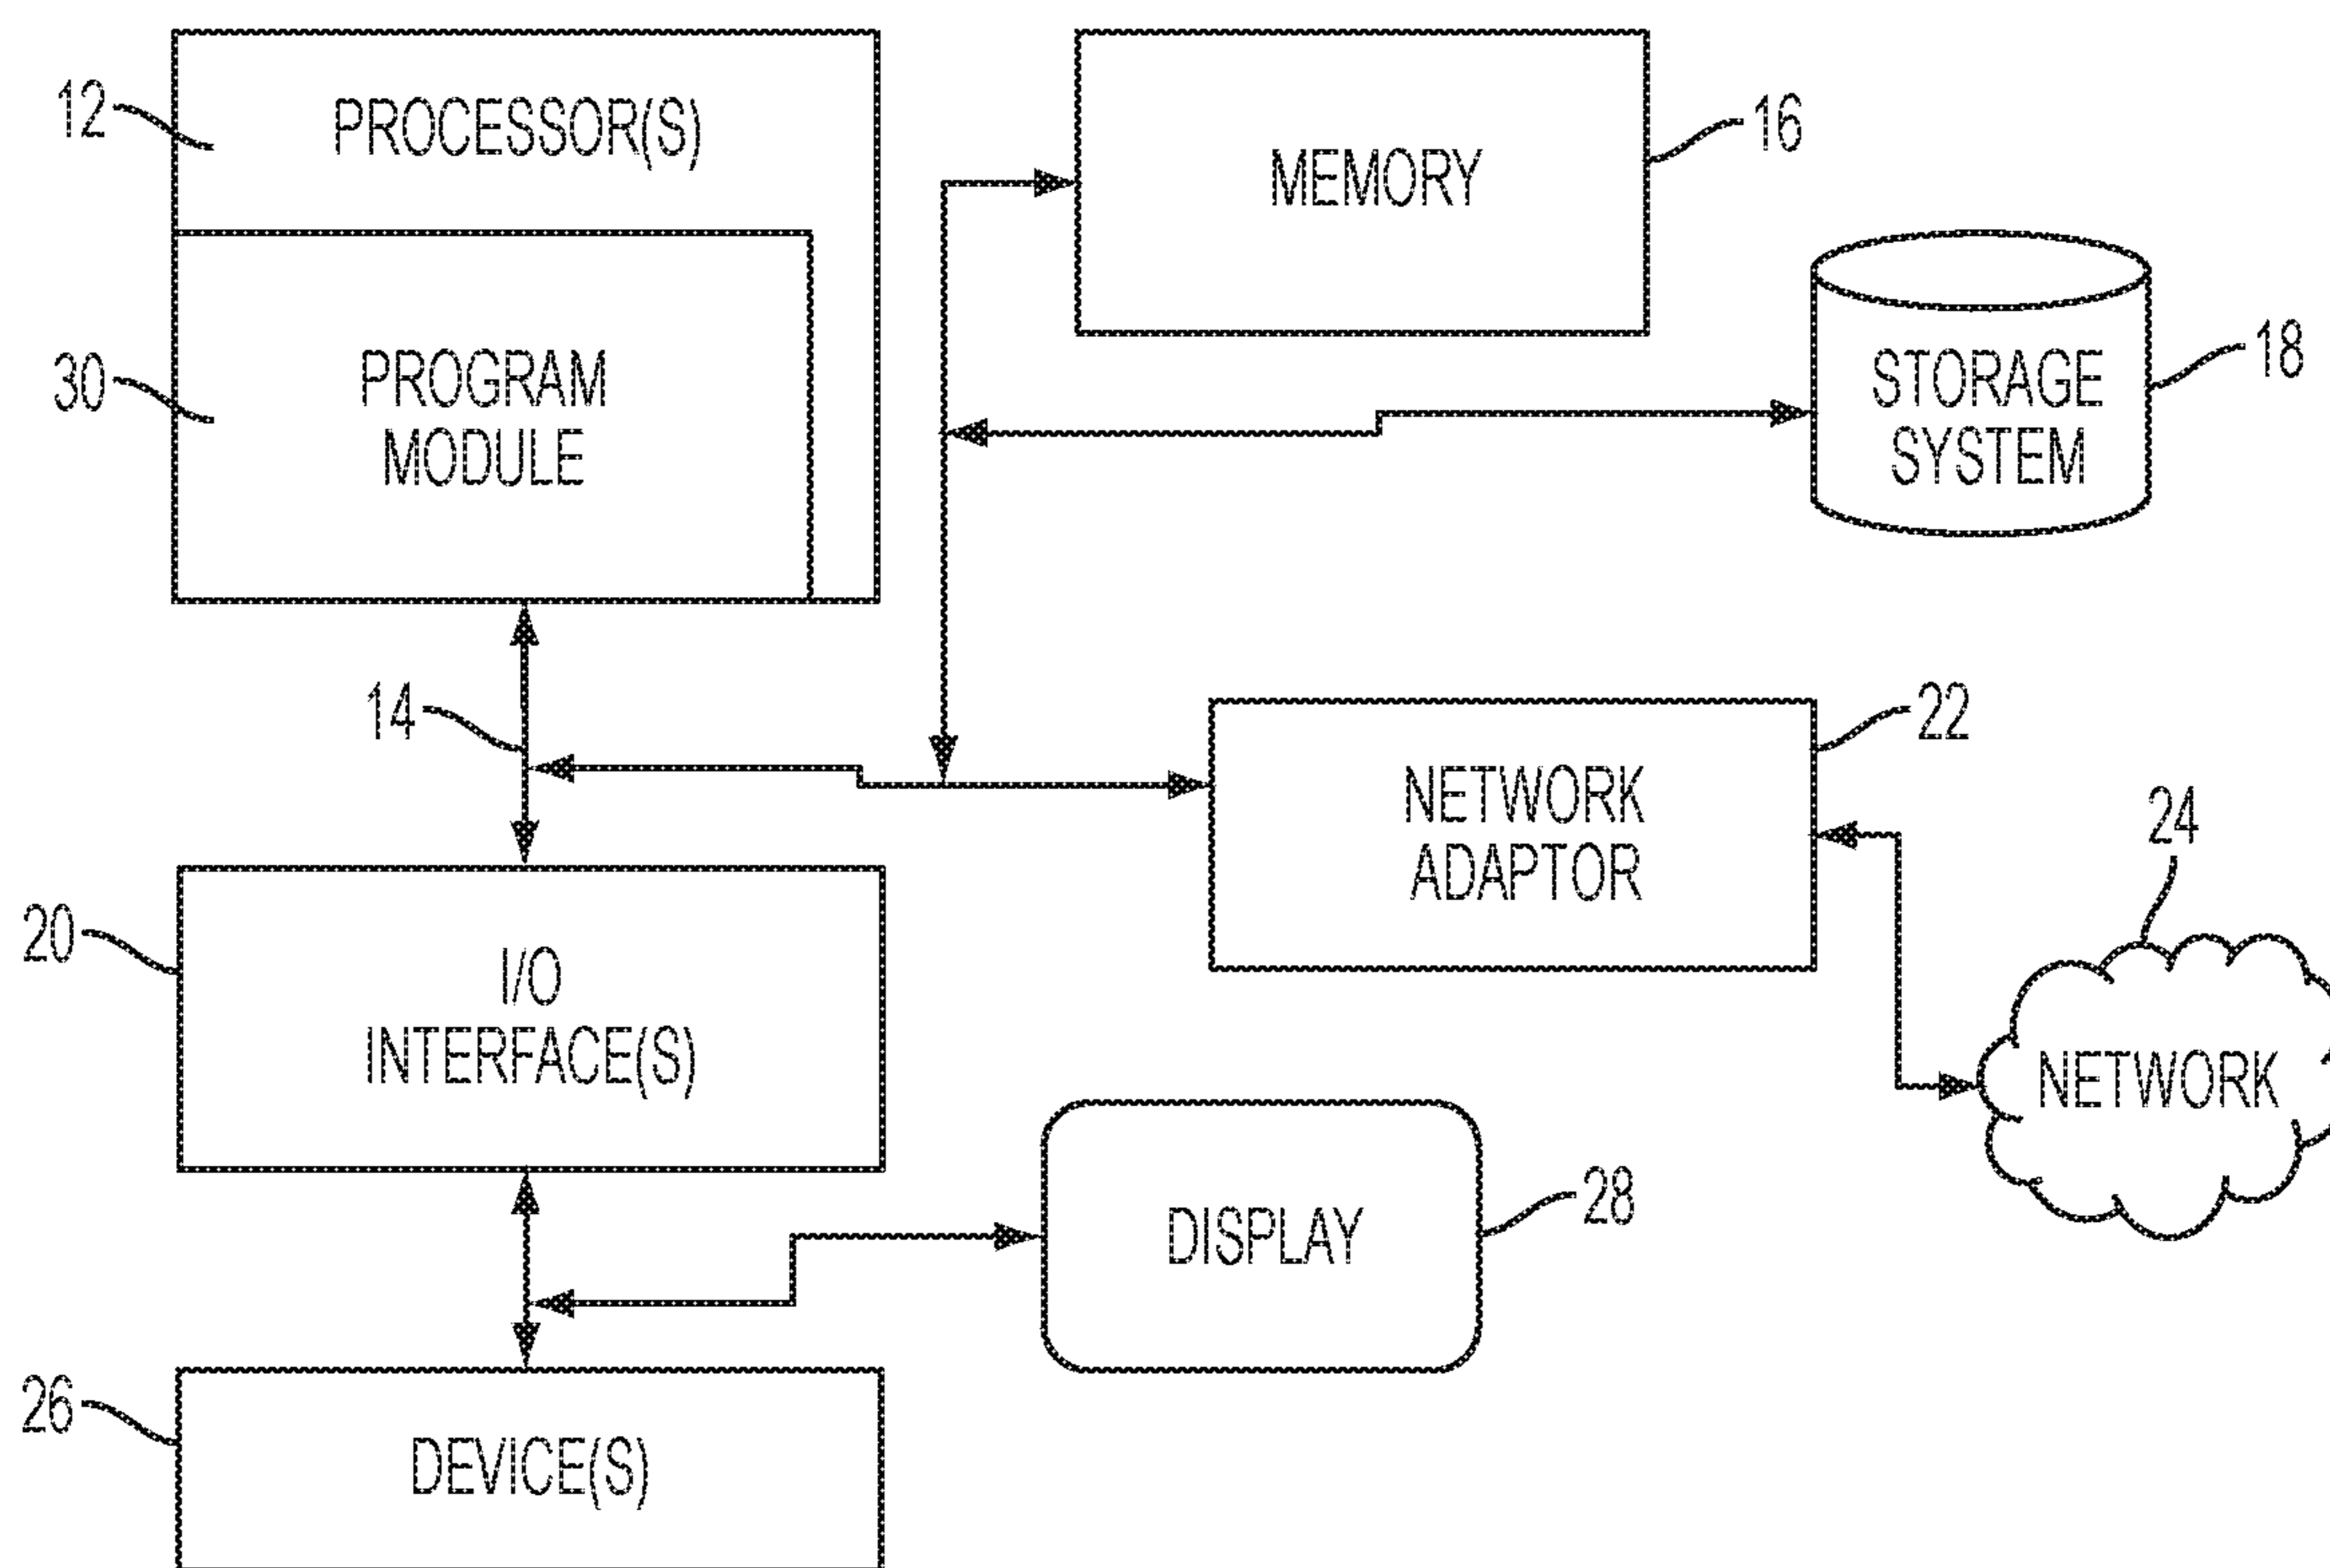 12
PROCESSOR(S)
30
PROGRAM
MODULE
MEMORY
16
STORAGE
SYSTEM
18
14
NETWORK
ADAPTOR
22
24
NETWORK
20
I/O
INTERFACE(S)
DISPLAY
28
26
DEVICE(S)